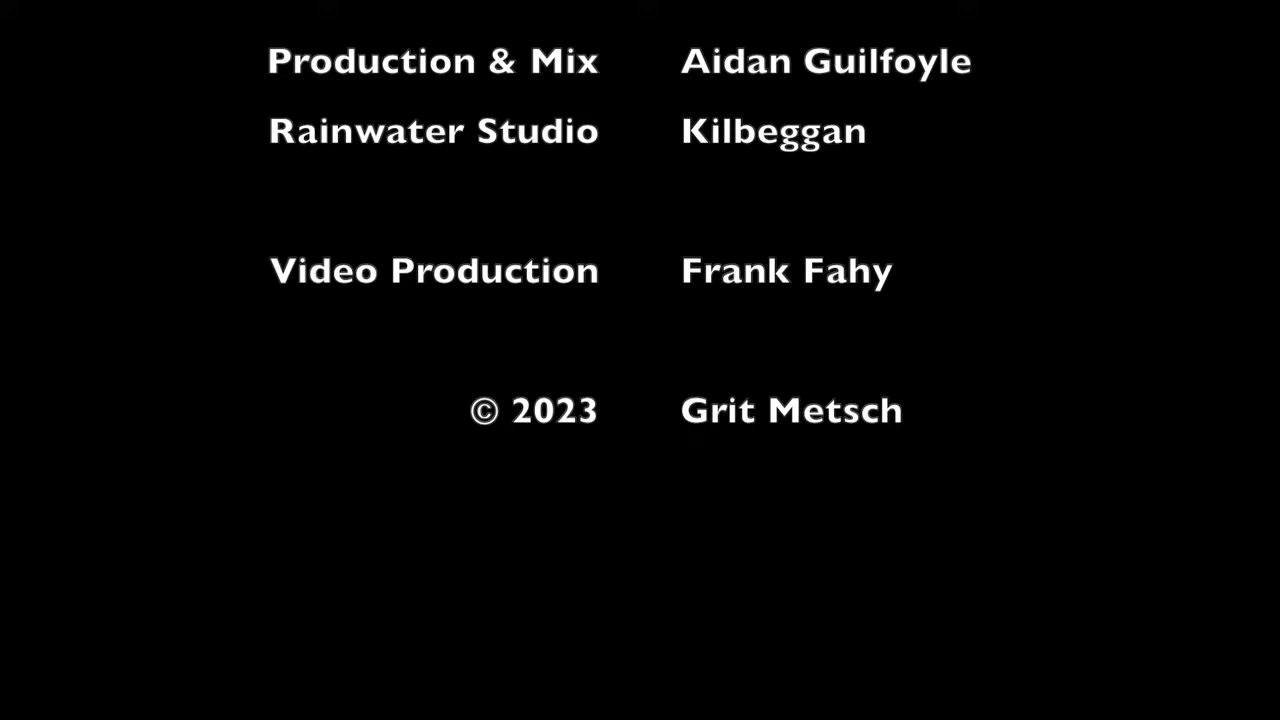 Production & Mix Aidan Guilfoyle
Rainwater Studio Kilbeggan
Video Production Frank Fahy
© 2023 Grit Metsch